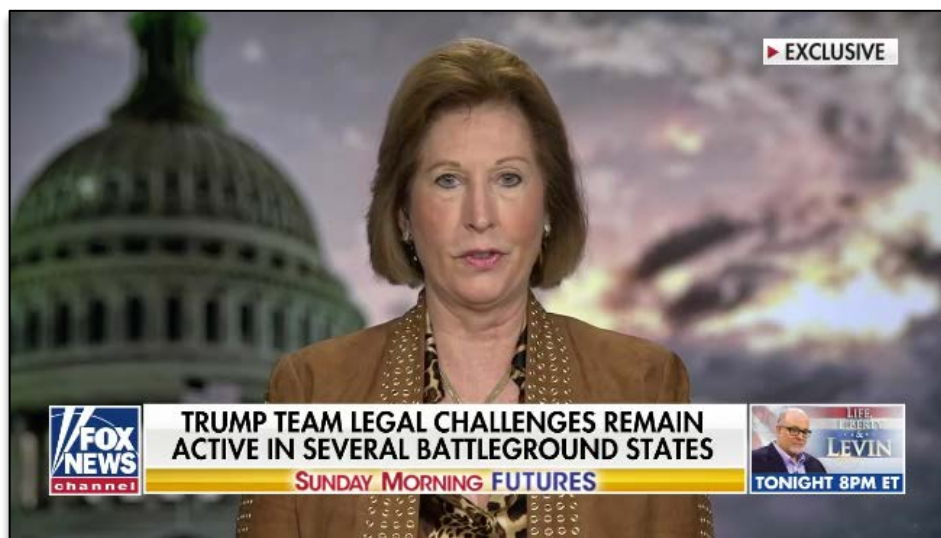 EXCLUSIVE
TRUMP TEAM LEGAL CHALLENGES REMAIN
ACTIVE IN SEVERAL BATTLEGROUND STATES
FOX
NEWS
channel
SUNDAY MORNING FUTURES
LIFE,
LIBERTY
&
LEVIN
TONIGHT 8PM ET